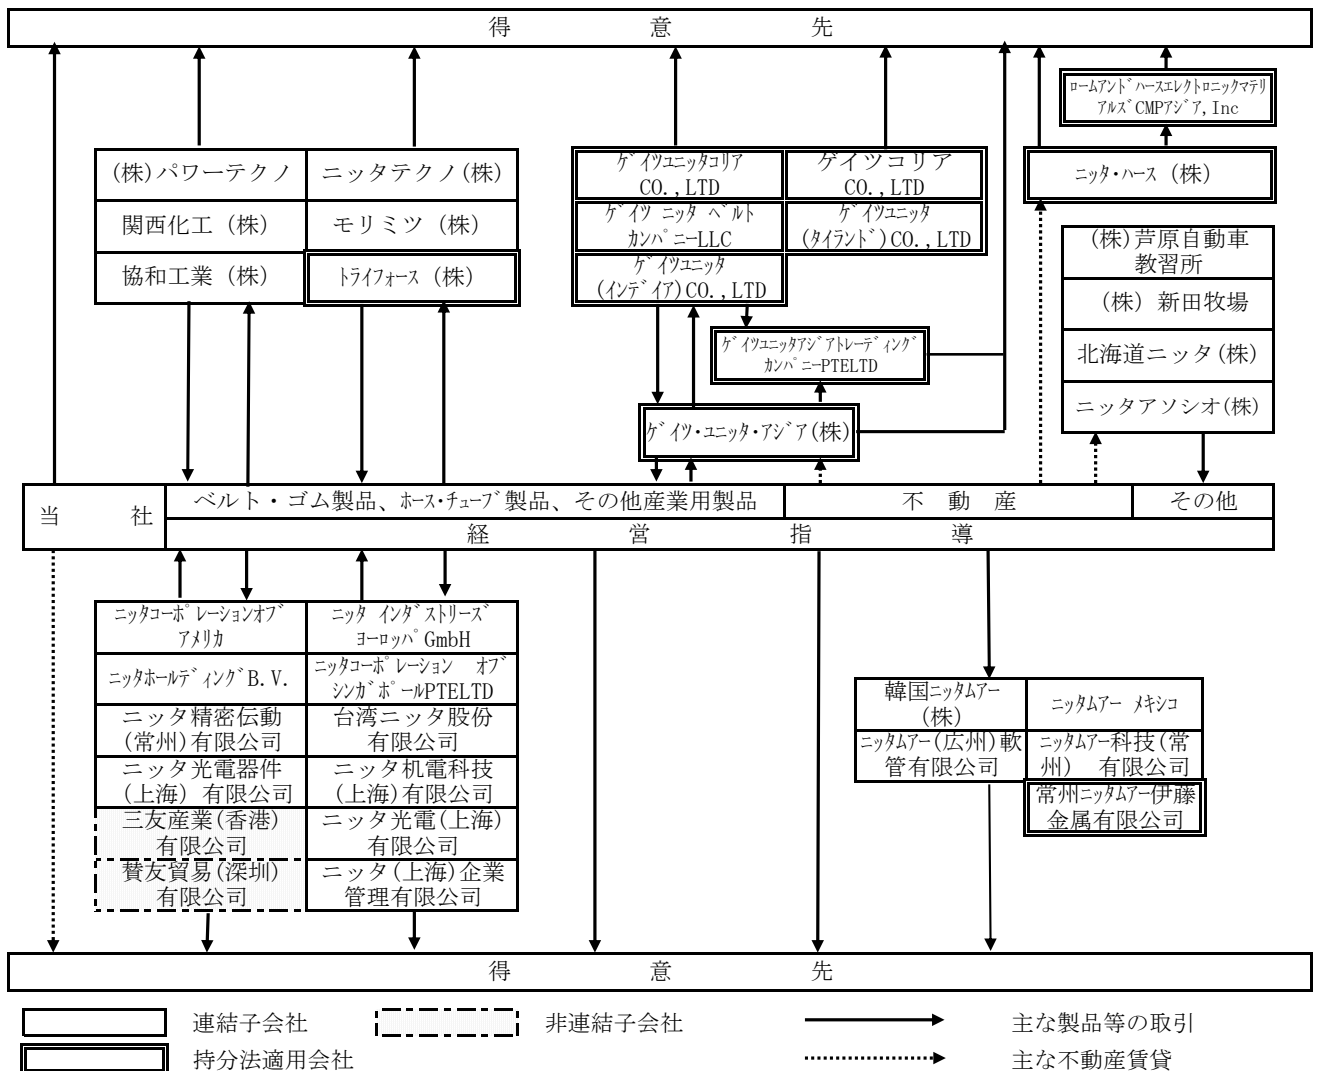 得 意 先
ロームアンドハースエレクトロニックマテリ
アルズCMPアジア,Inc
(株)パワーテクノ
ニッタテクノ(株)
ゲイツユニッタコリア
CO.,LTD
ゲイツコリア
CO.,LTD
ニッタ・ハース (株)
関西化工 (株)
モリミツ (株)
ゲイツ ニッタ ベルト
カンパニーLLC
ゲイツユニッタ
(タイランド)CO.,LTD
(株)芦原自動車
教習所
協和工業 (株)
トライフォース (株)
ゲイツユニッタ
(インデイア)CO.,LTD
(株) 新田牧場
ゲイツユニッタアジアトレーディング
カンパニーPTELTD
北海道ニッタ(株)
ニッタアソシオ(株)
ゲイツ・ユニッタ・アジア(株)
当 社
ベルト・ゴム製品、ホース・チューブ製品、その他産業用製品
不 動 産
その他
経 営 指 導
ニッタコーポレーションオブ
アメリカ
ニッタ インダストリーズ
ヨーロッパGmbH
ニッタホールディングB.V.
ニッタコーポレーション オブ
シンガポールPTELTD
韓国ニッタムアー
(株)
ニッタムアー メキシコ
ニッタ精密伝動
(常州)有限公司
台湾ニッタ股份
有限公司
ニッタムアー(広州)軟
管有限公司
ニッタムアー科技(常
州) 有限公司
ニッタ光電器件
(上海) 有限公司
ニッタ机電科技
(上海)有限公司
常州ニッタムアー伊藤
金属有限公司
三友産業(香港)
有限公司
ニッタ光電(上海)
有限公司
賛友貿易(深圳)
有限公司
ニッタ(上海)企業
管理有限公司
得 意 先
連結子会社
非連結子会社
主な製品等の取引
持分法適用会社
主な不動産賃貸